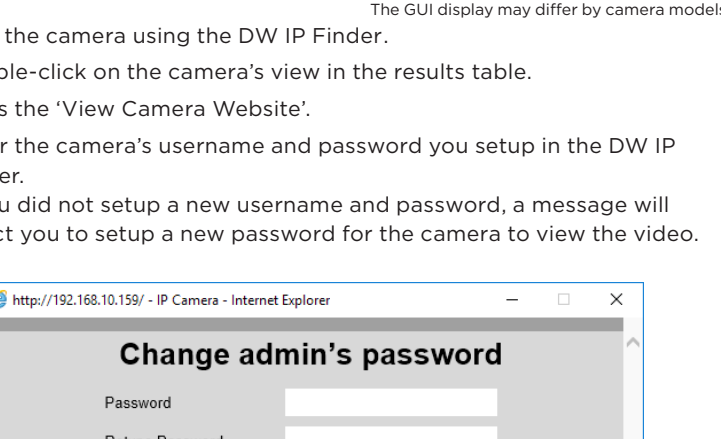 The GUI display may differ by camera models
the camera using the DW IP Finder.
ble-click on the camera's view in the results table.
s the ‘View Camera Website’.
r the camera's username and password you setup in the DW IP
er.
u did not setup a new username and password, a message will
ct you to setup a new password for the camera to view the video.
http://192.168.10.159/ - IP Camera - Internet Explorer
Change admin's password
Password